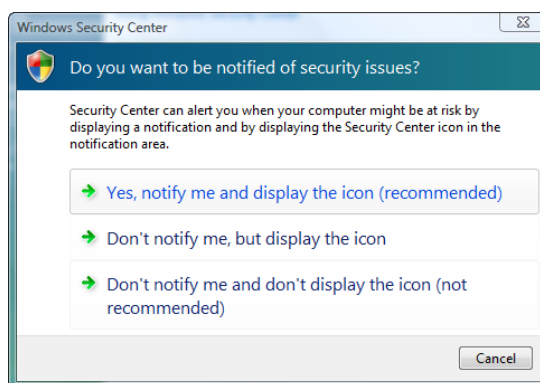 Windows Security Center
Do you want to be notified of security issues?
Security Center can alert you when your computer might be at risk by
displaying a notification and by displaying the Security Center icon in the
notification area.
Yes, notify me and display the icon (recommended)
Don't notify me, but display the icon
Don't notify me and don't display the icon (not
recommended)
Cancel